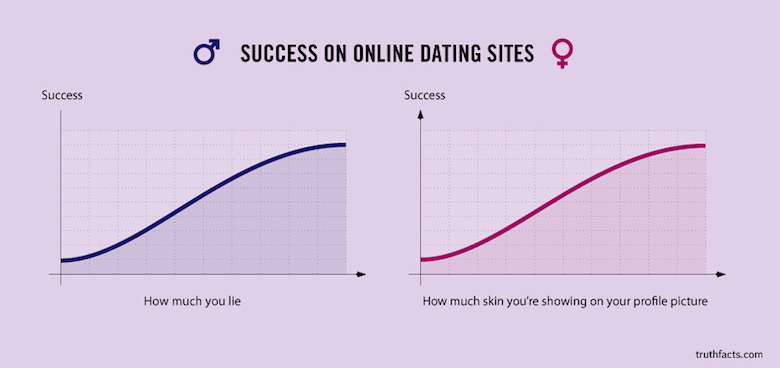 SUCCESS ON ONLINE DATING SITES
Success
How much you lie
Success
How much skin you're showing on your profile picture
truthfacts.com